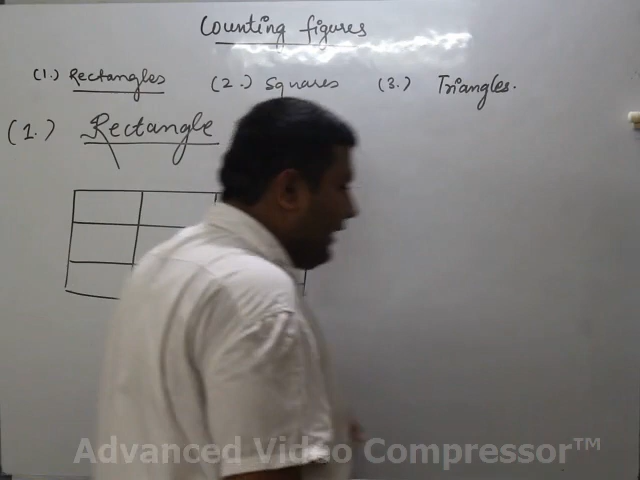 Counting figures
(1.) Rectangles (2.) Squares (3.) Triangles.
(1.) Rectangle
Advanced Video Compressor™